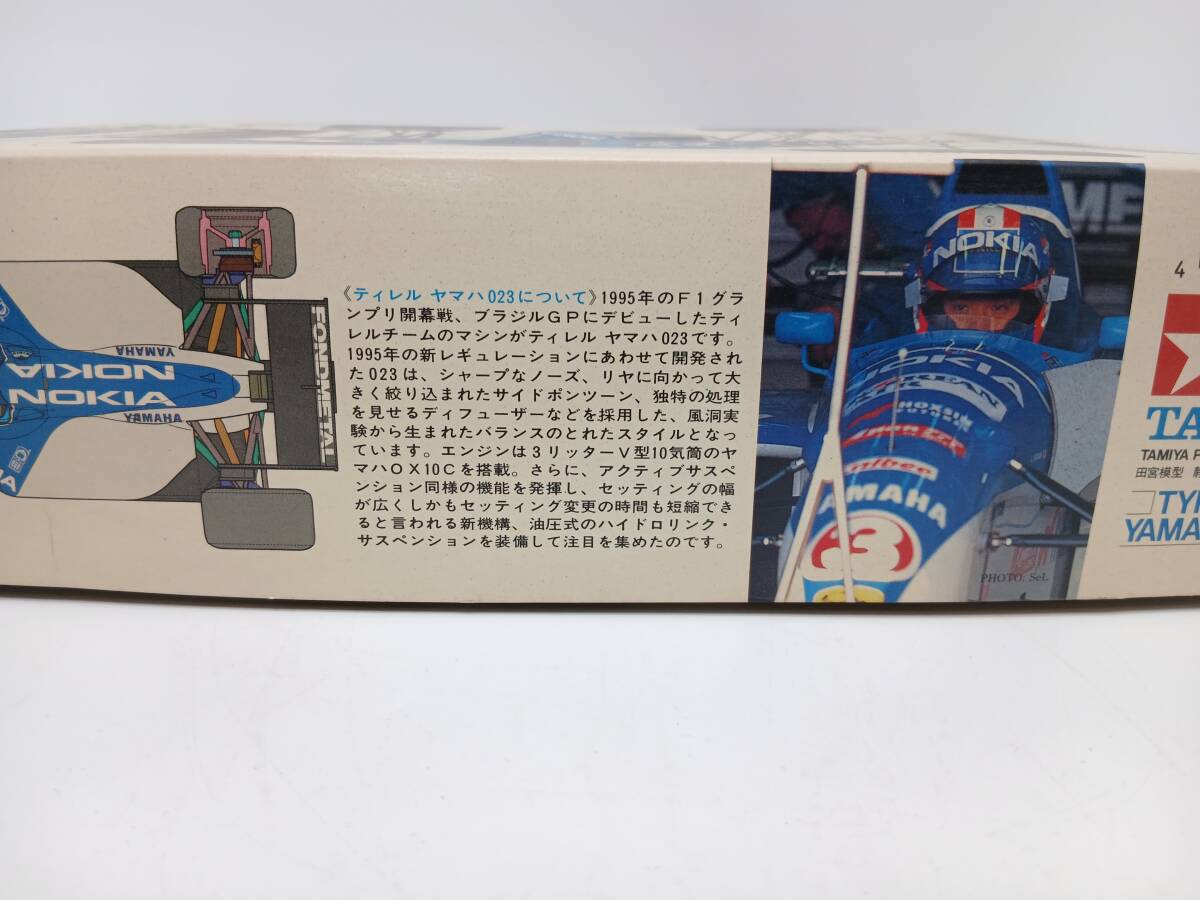 YAMAHA
YAMAHA
NOKIA
NOKIA
YAMAHA
FONDMETAL
《ティレル ヤマハ023について》1995年のF1グラ
ンプリ開幕戦、ブラジルGPにデビューしたティ
レルチームのマシンがティレル ヤマハ023です。
1995年の新レギュレーションにあわせて開発され
た023は、シャープなノーズ、リヤに向かって大
きく絞り込まれたサイドポンツーン、独特の処理
を見せるディフューザーなどを採用した、風洞実
験から生まれたバランスのとれたスタイルとなっ
ています。エンジンは3リッターV型10気筒のヤ
マハOX10Cを搭載。さらに、アクティブサスペ
ンション同様の機能を発揮し、セッティングの幅
が広くしかもセッティング変更の時間も短縮でき
ると言われる新機構、油圧式のハイドロリンク・
サスペンションを装備して注目を集めたのです。
NOKIA
NOKIA
YAMAHA
3
PHOTO: SeL
4
TA
TAMIYA P
田宮模型 静
TY
YAMA